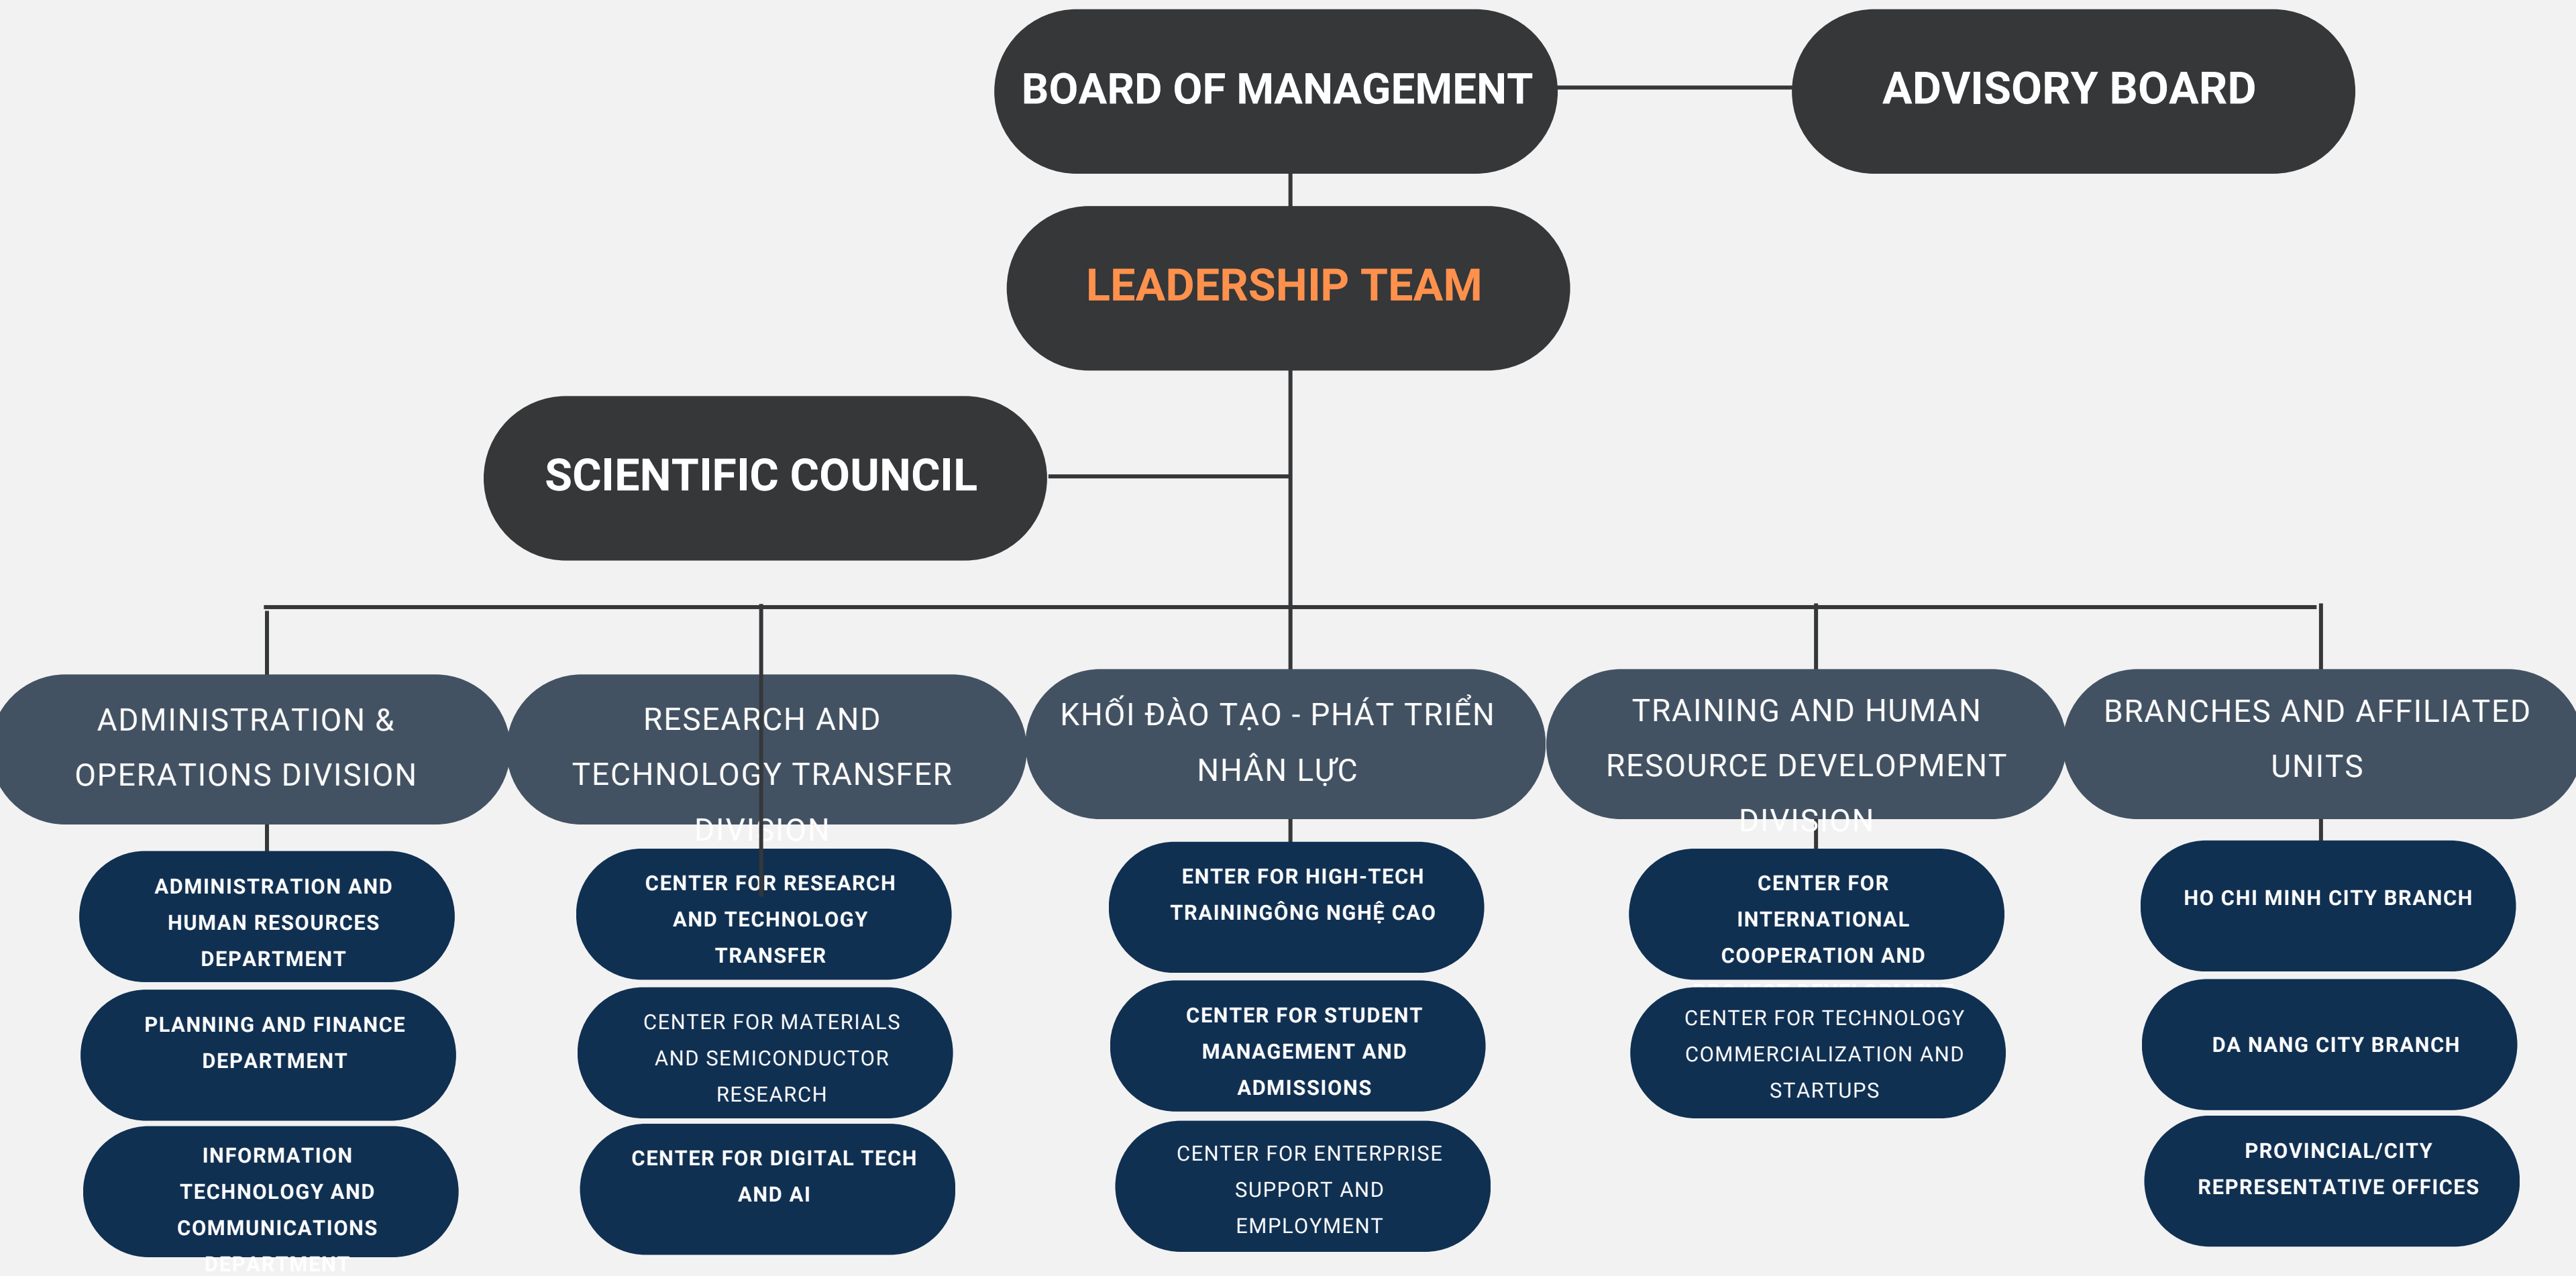 BOARD OF MANAGEMENT
ADVISORY BOARD
LEADERSHIP TEAM
SCIENTIFIC COUNCIL
ADMINISTRATION &
OPERATIONS DIVISION
RESEARCH AND
TECHNOLOGY TRANSFER
DIVISION
KHỐI ĐÀO TẠO - PHÁT TRIỂN
NHÂN LỰC
TRAINING AND HUMAN
RESOURCE DEVELOPMENT
DIVISION
BRANCHES AND AFFILIATED
UNITS
ADMINISTRATION AND
HUMAN RESOURCES
DEPARTMENT
PLANNING AND FINANCE
DEPARTMENT
INFORMATION
TECHNOLOGY AND
COMMUNICATIONS
DEPARTMENT
CENTER FOR RESEARCH
AND TECHNOLOGY
TRANSFER
CENTER FOR MATERIALS
AND SEMICONDUCTOR
RESEARCH
CENTER FOR DIGITAL TECH
AND AI
ENTER FOR HIGH-TECH
TRAININGÔNG NGHỆ CAO
CENTER FOR STUDENT
MANAGEMENT AND
ADMISSIONS
CENTER FOR ENTERPRISE
SUPPORT AND
EMPLOYMENT
CENTER FOR
INTERNATIONAL
COOPERATION AND
CENTER FOR TECHNOLOGY
COMMERCIALIZATION AND
STARTUPS
HO CHI MINH CITY BRANCH
DA NANG CITY BRANCH
PROVINCIAL/CITY
REPRESENTATIVE OFFICES